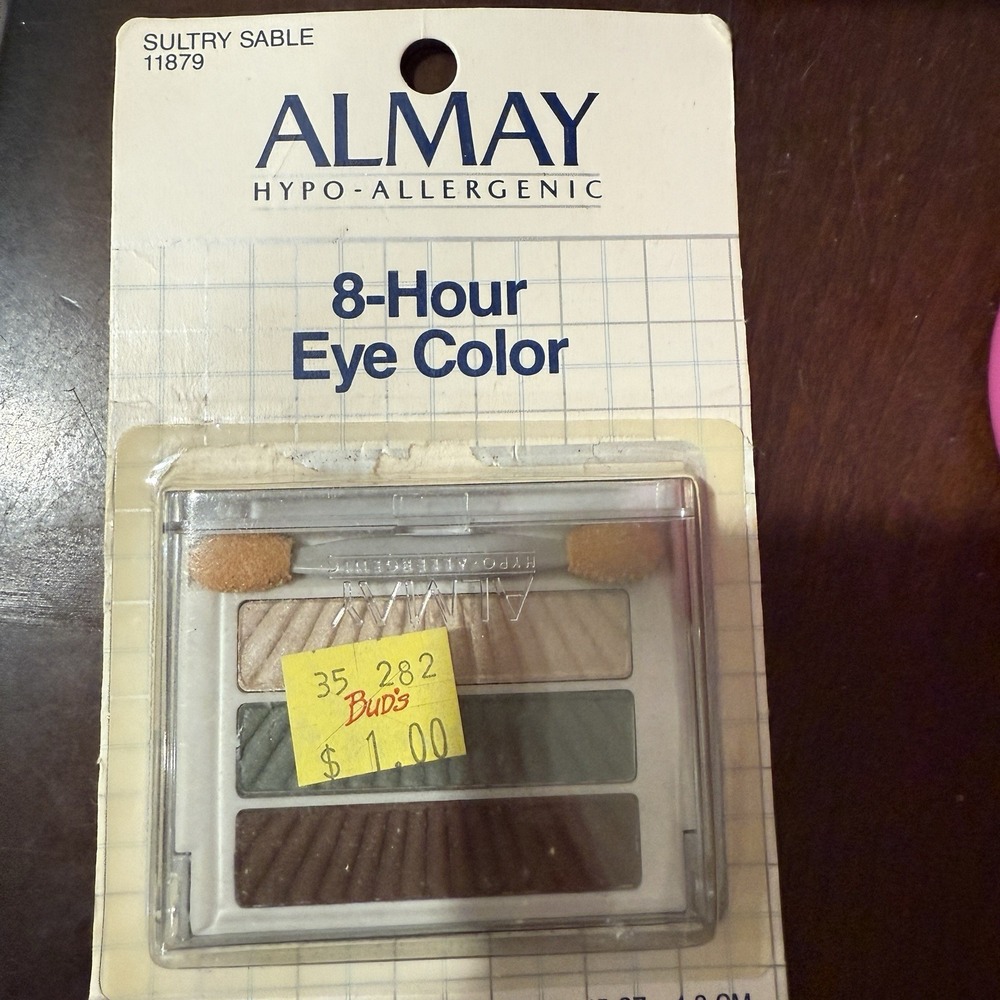 SULTRY SABLE
11879
ALMAY
HYPO-ALLERGENIC
8-Hour
Eye Color
HYPO-ALLERGENIC
ALMAY
35 282
BUD'S
$ 1.00